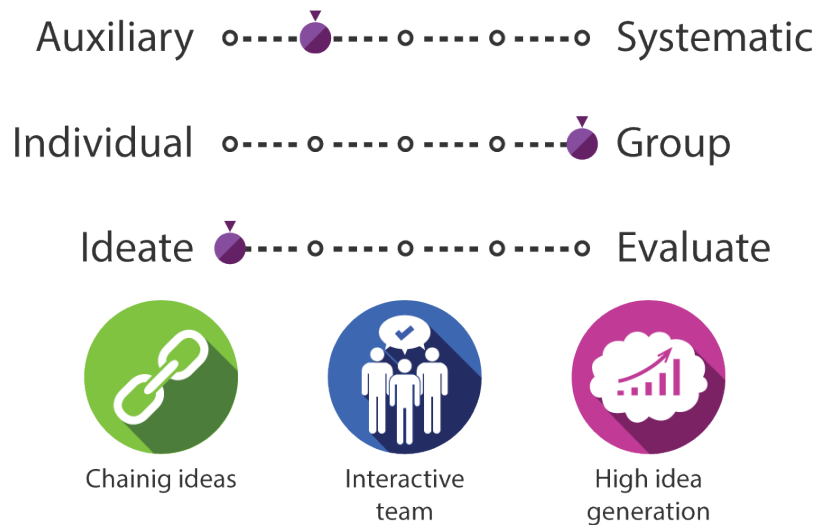 Auxiliary Systematic
Individual Group
Ideate Evaluate
Chainig ideas
Interactive
team
High idea
generation